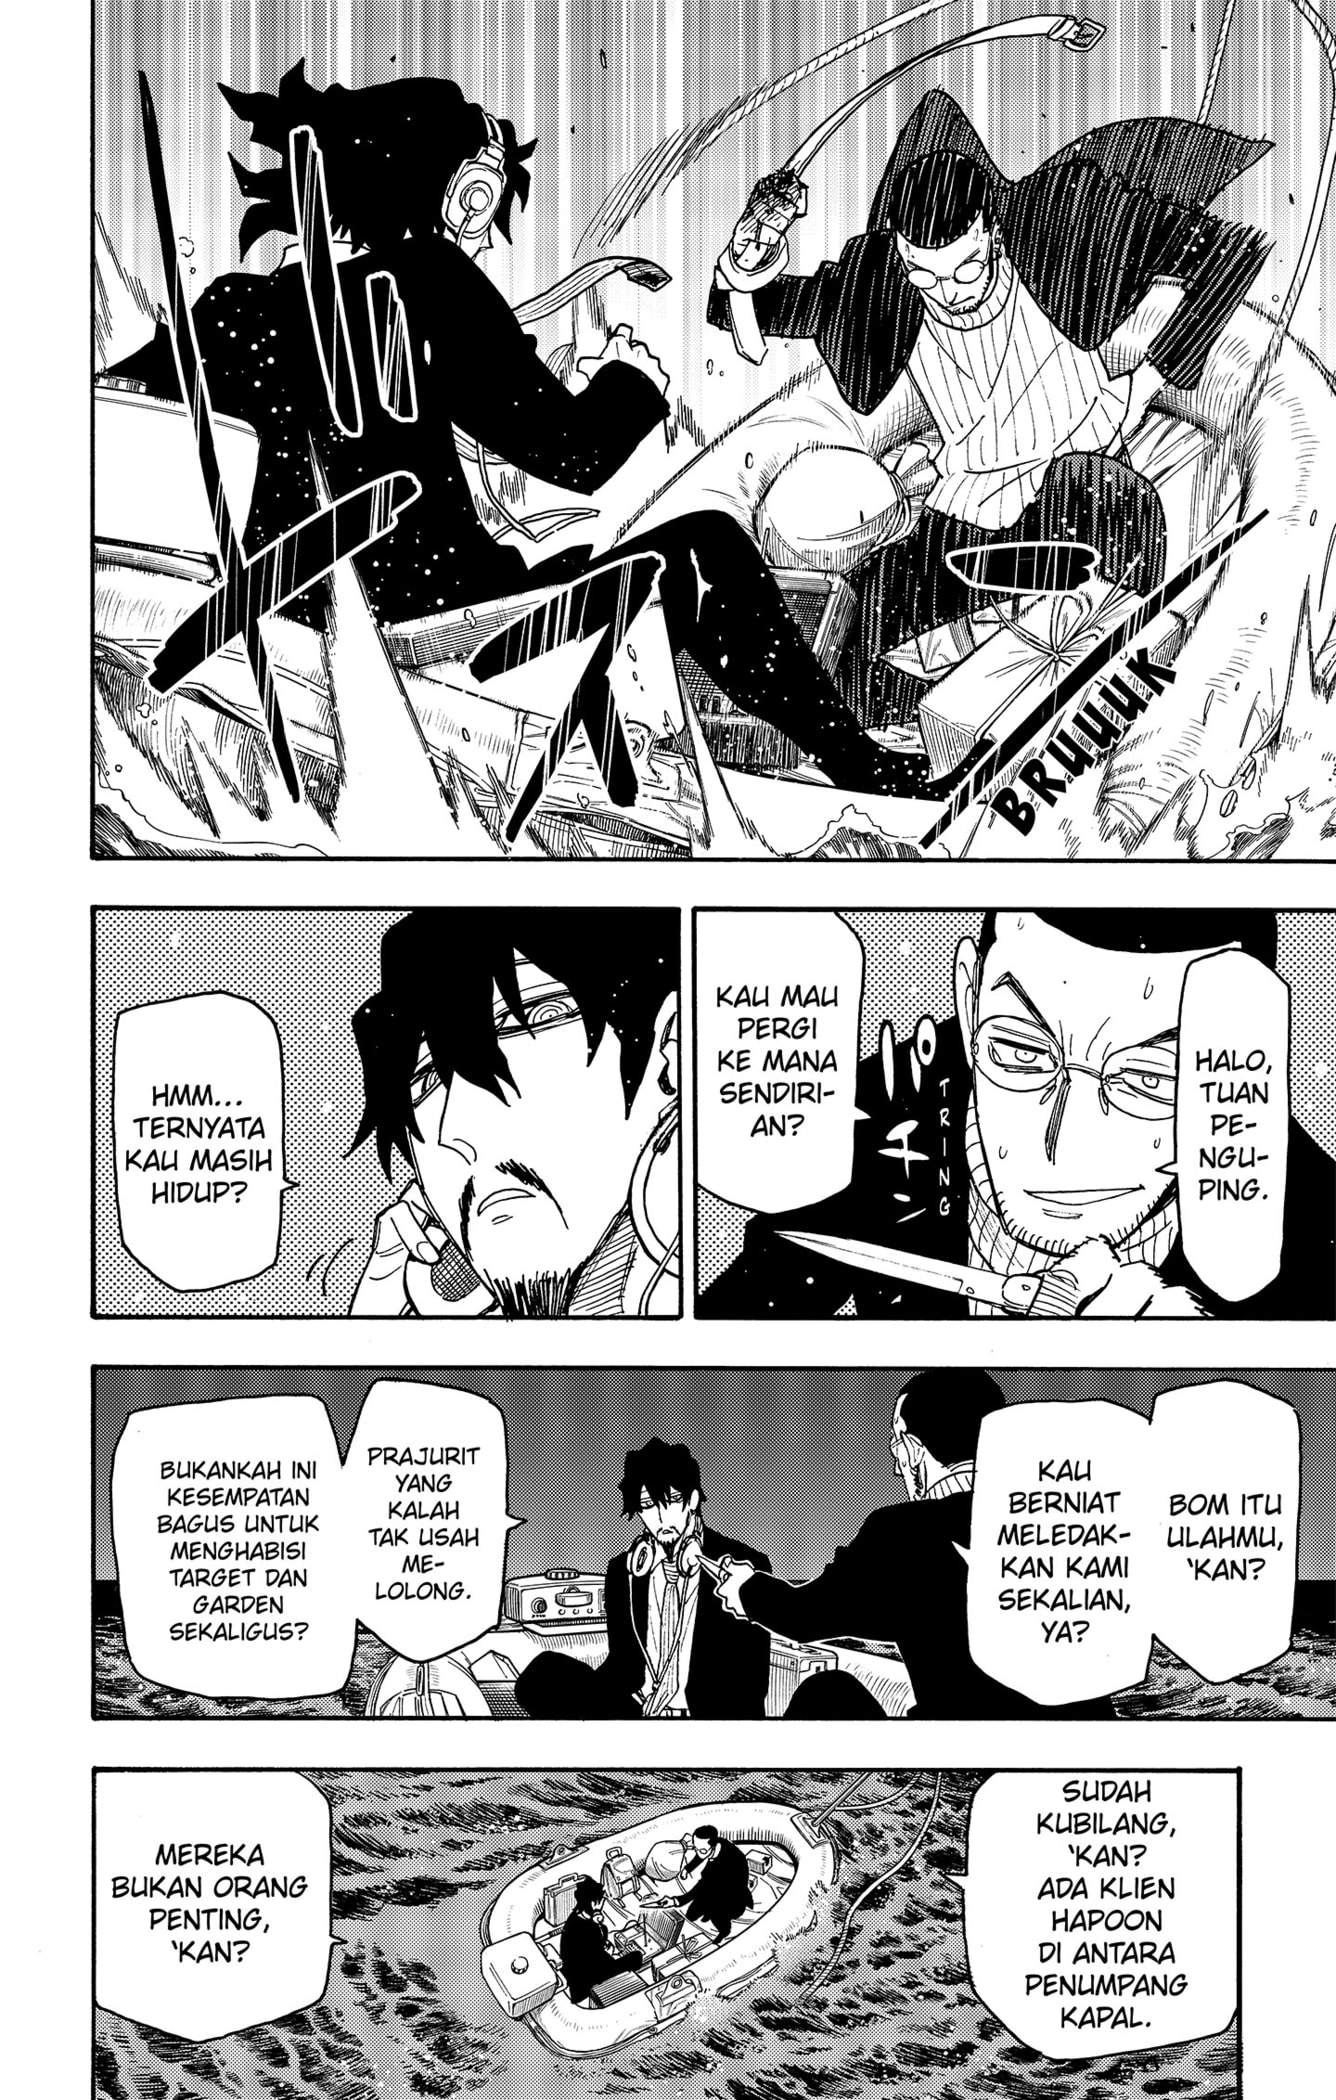 BRUUUK
HALO,
TUAN
PE-
NGU-
PING.
パチン
TRING
KAU MAU
PERGI
KE MANA
SENDIRI-
AN?
HMM...
TERNYATA
KAU MASIH
HIDUP?
BOM ITU
ULAHMU,
'KAN?
KAU
BERNIAT
MELEDAK-
KAN KAMI
SEKALIAN,
YA?
PRAJURIT
YANG
KALAH
TAK USAH
ME-
LOLONG.
BUKANKAH INI
KESEMPATAN
BAGUS UNTUK
MENGHABISI
TARGET DAN
GARDEN
SEKALIGUS?
SUDAH
KUBILANG,
'KAN?
ADA KLIEN
HAPOON
DI ANTARA
PENUMPANG
KAPAL.
MEREKA
BUKAN ORANG
PENTING,
'KAN?